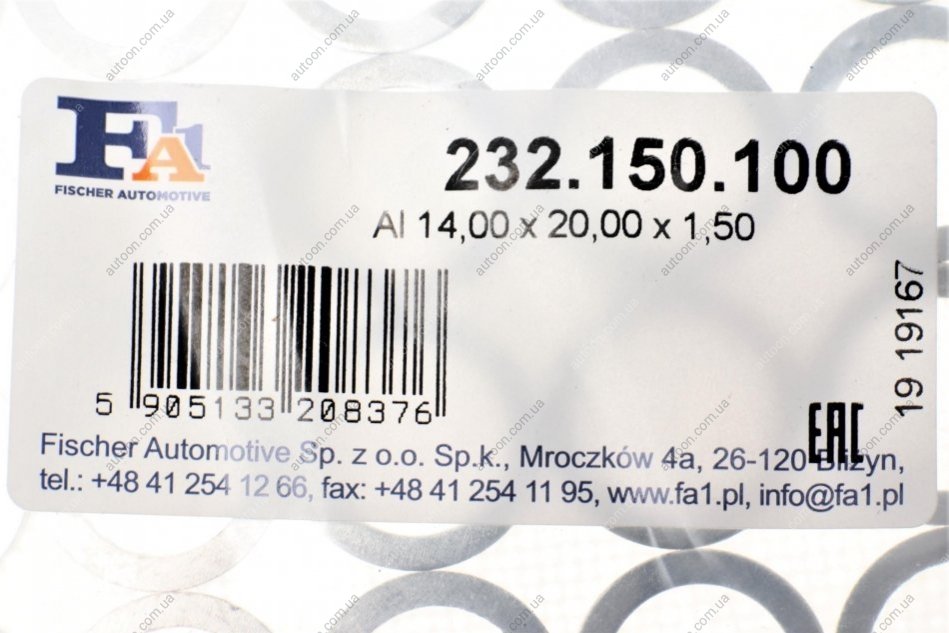 FA1
FISCHER AUTOMOTIVE
232.150.100
Al 14,00 x 20,00 x 1,50
19 19167
5 905133 208376
EAC
Fischer Automotive Sp. z o.o. Sp.k., Mroczków 4a, 26-120 Bliżyn,
tel.: +48 41 254 12 66, fax: +48 41 254 11 95, www.fa1.pl, info@fa1.pl
autoon.com.ua